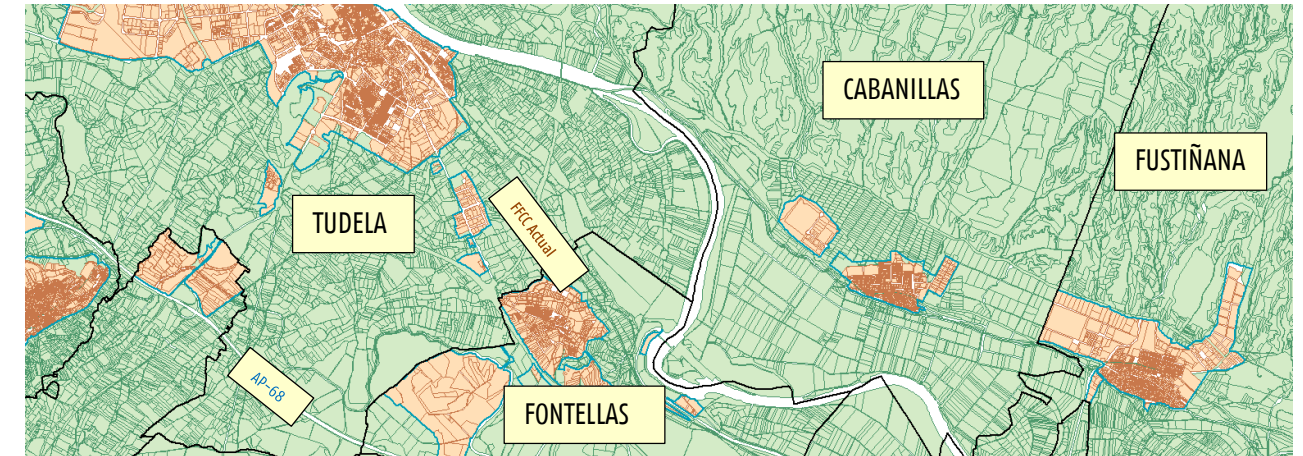 CABANILLAS
FUSTIÑANA
TUDELA
FFCC Actual
AP-68
FONTELLAS